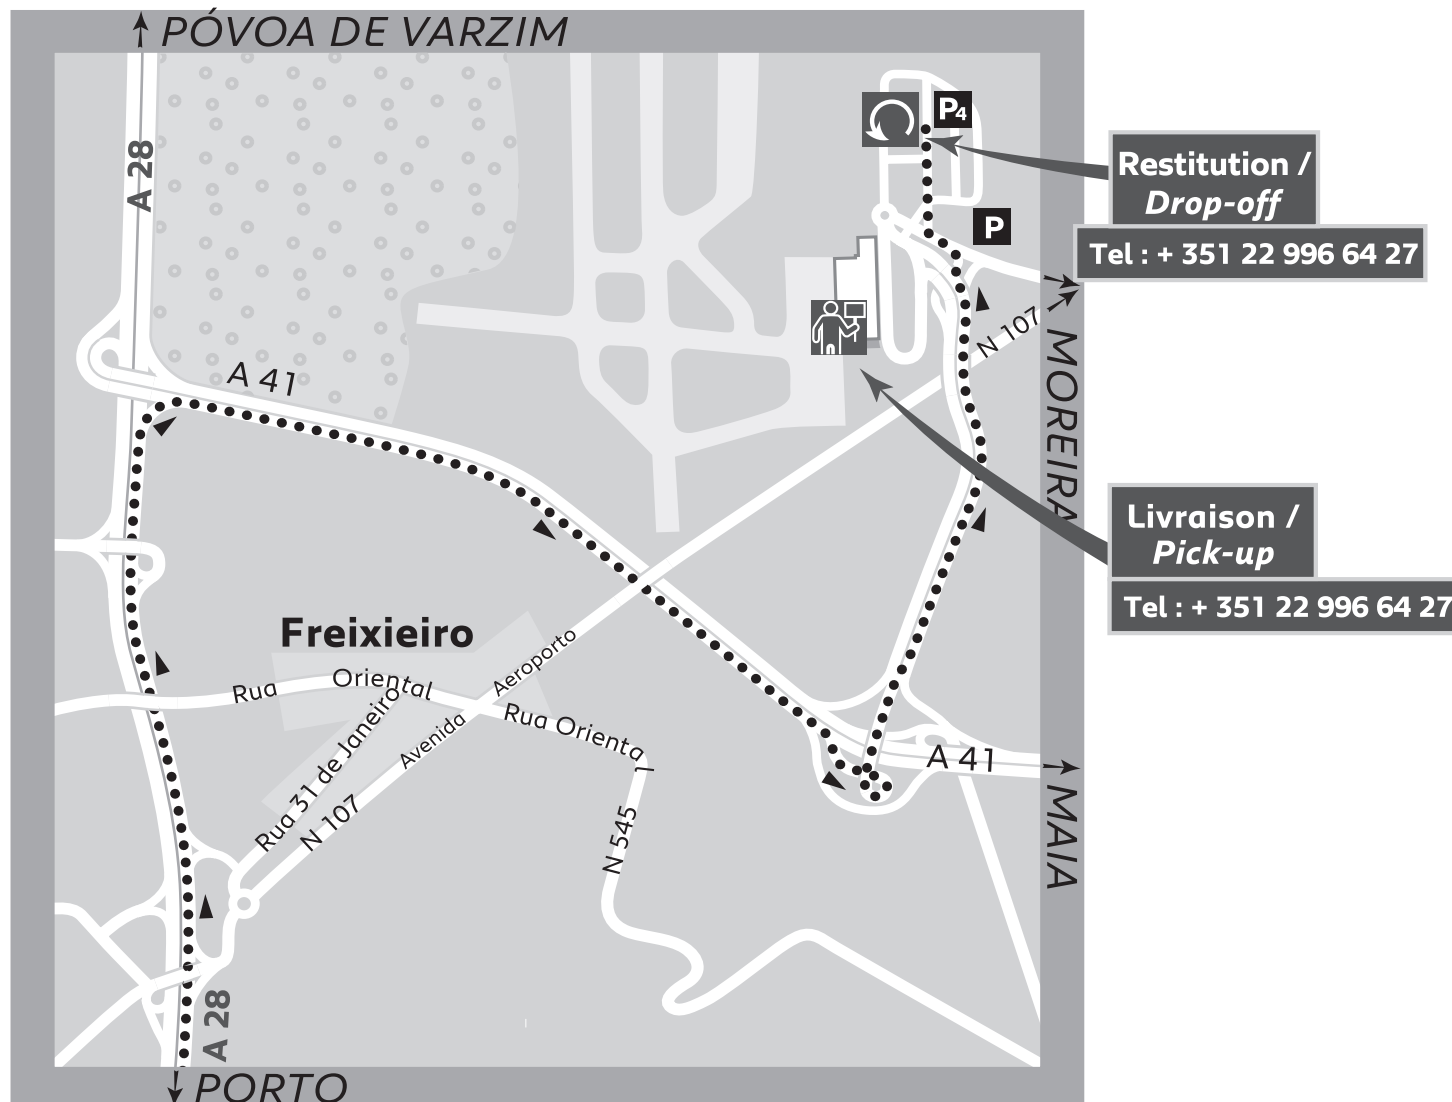 PÓVOA DE VARZIM
A 28
P4
Restitution /
Drop-off
Tel : + 351 22 996 64 27
P
N 107
MOREIRA
A 41
Livraison /
Pick-up
Tel : + 351 22 996 64 27
Freixieiro
Rua Oriental
Avenida Aeroporto
Rua Oriental
Rua 31 de Janeiro
N 107
N 545
A 41
MAIA
A 28
PORTO